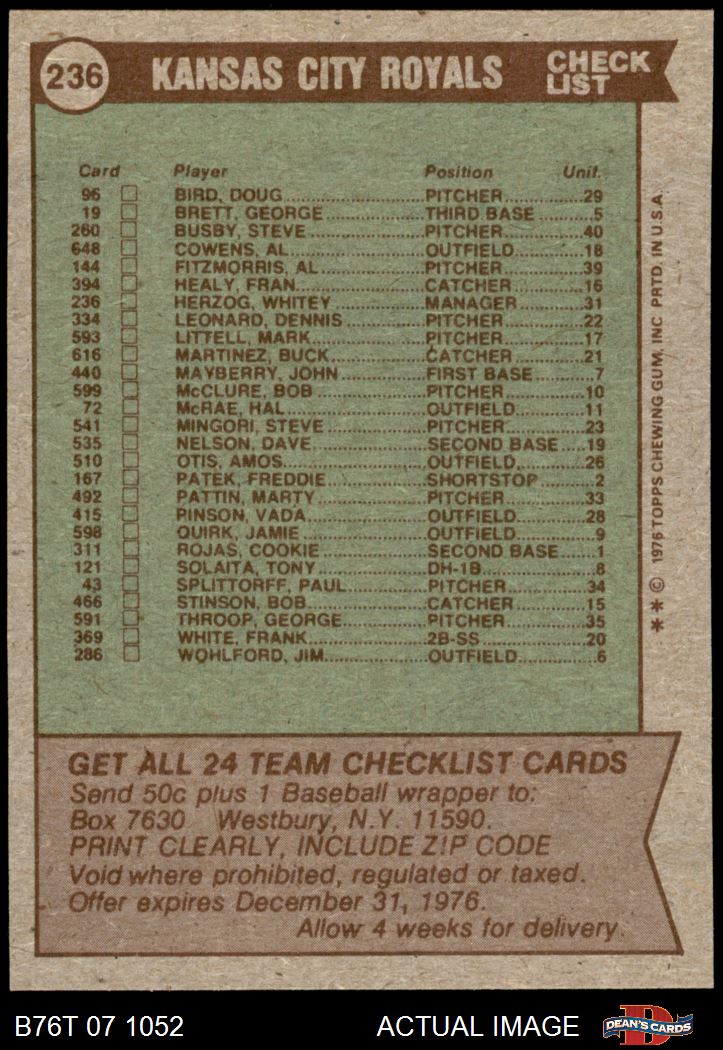 236 KANSAS CITY ROYALS CHECK LIST
Card Player Position Unif.
96 BIRD, DOUG PITCHER 29
19 BRETT, GEORGE THIRD BASE 5
260 BUSBY, STEVE PITCHER 40
648 COWENS, AL OUTFIELD 18
144 FITZMORRIS, AL PITCHER 39
394 HEALY, FRAN CATCHER 16
236 HERZOG, WHITEY MANAGER 31
334 LEONARD, DENNIS PITCHER 22
593 LITTELL, MARK PITCHER 17
616 MARTINEZ, BUCK CATCHER 21
440 MAYBERRY, JOHN FIRST BASE 7
599 McCLURE, BOB PITCHER 10
72 McRAE, HAL OUTFIELD 11
541 MINGORI, STEVE PITCHER 23
535 NELSON, DAVE SECOND BASE 19
510 OTIS, AMOS OUTFIELD 26
167 PATEK, FREDDIE SHORTSTOP 2
492 PATTIN, MARTY PITCHER 33
415 PINSON, VADA OUTFIELD 28
598 QUIRK, JAMIE OUTFIELD 9
311 ROJAS, COOKIE SECOND BASE 1
121 SOLAITA, TONY DH-1B 8
43 SPLITTORFF, PAUL PITCHER 34
466 STINSON, BOB CATCHER 15
591 THROOP, GEORGE PITCHER 35
369 WHITE, FRANK 2B-SS 20
286 WOHLFORD, JIM OUTFIELD 6
** © 1976 TOPPS CHEWING GUM, INC PRTD. IN U.S.A.
GET ALL 24 TEAM CHECKLIST CARDS
Send 50c plus 1 Baseball wrapper to:
Box 7630 Westbury, N.Y. 11590.
PRINT CLEARLY, INCLUDE ZIP CODE
Void where prohibited, regulated or taxed.
Offer expires December 31, 1976.
Allow 4 weeks for delivery.
B76T 07 1052 ACTUAL IMAGE D DEAN'S CARDS